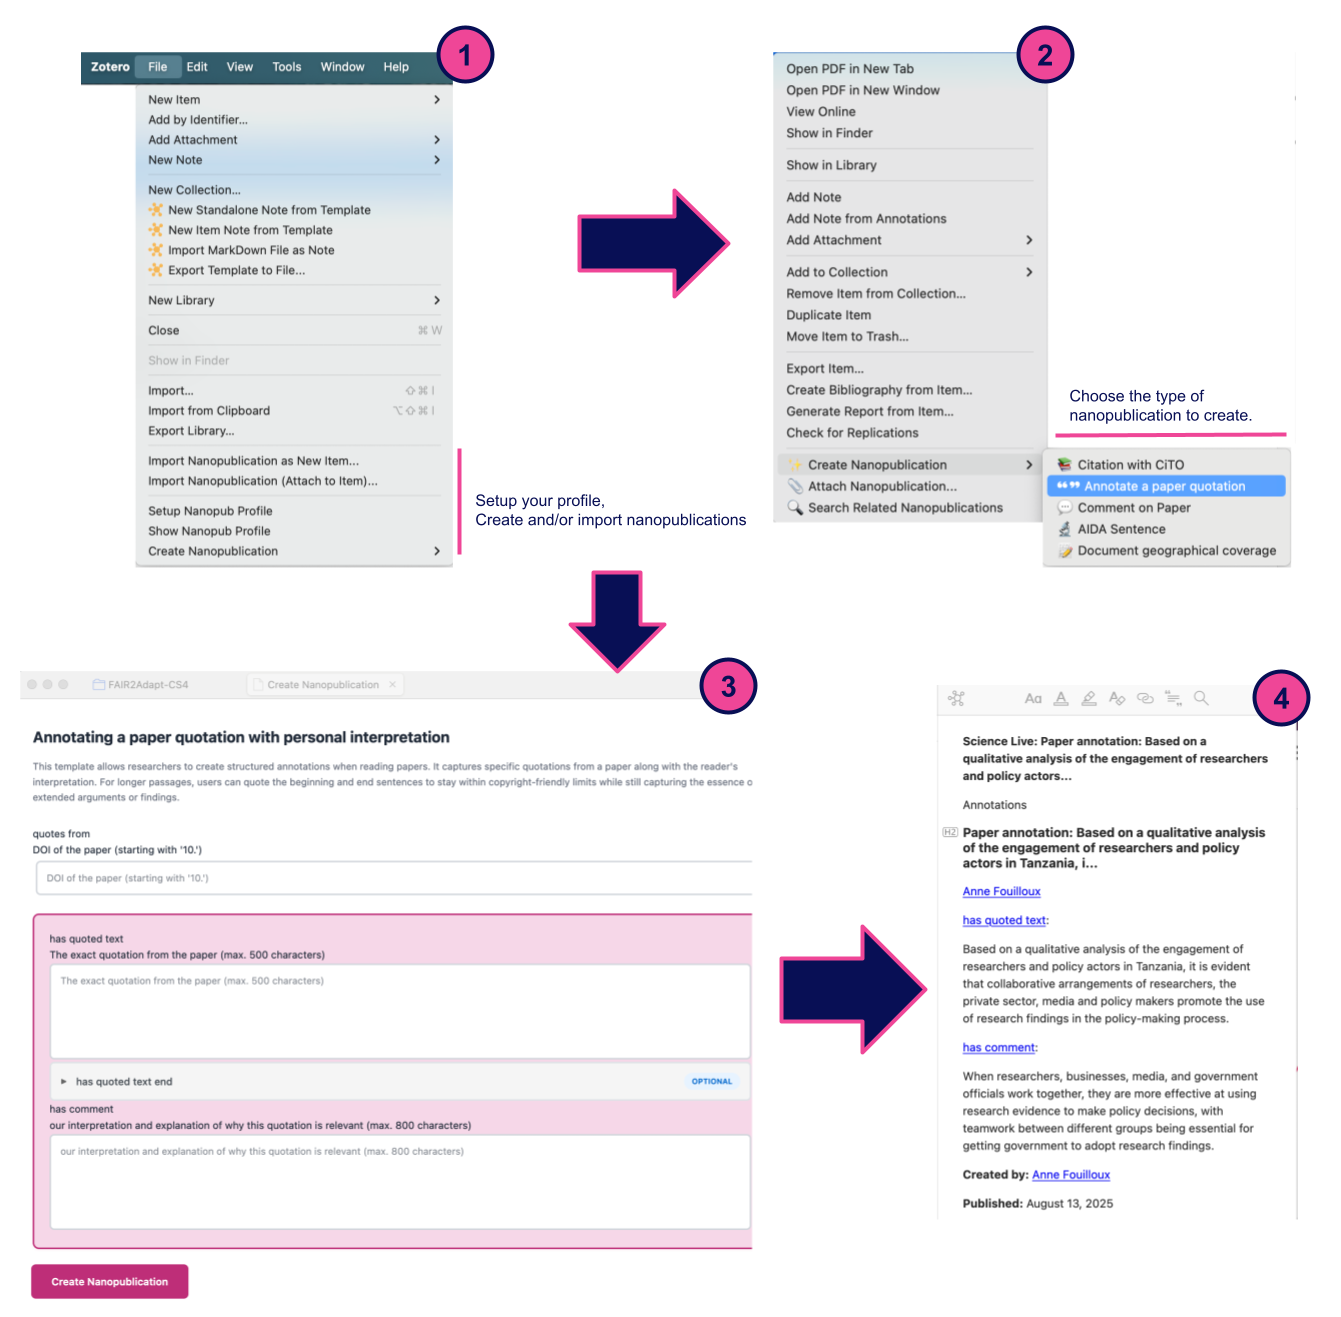 1
Zotero File Edit View Tools Window Help
New Item
Add by Identifier...
Add Attachment
New Note
New Collection...
New Standalone Note from Template
New Item Note from Template
Import MarkDown File as Note
Export Template to File...
New Library
Close ⌘ W
Show in Finder
Import... ⇧ ⌘ I
Import from Clipboard ⌥ ⇧ ⌘ I
Export Library...
Import Nanopublication as New Item...
Import Nanopublication (Attach to Item)...
Setup Nanopub Profile
Show Nanopub Profile
Create Nanopublication
Setup your profile,
Create and/or import nanopublications
2
Open PDF in New Tab
Open PDF in New Window
View Online
Show in Finder
Show in Library
Add Note
Add Note from Annotations
Add Attachment
Add to Collection
Remove Item from Collection...
Duplicate Item
Move Item to Trash...
Export Item...
Create Bibliography from Item...
Generate Report from Item...
Check for Replications
Create Nanopublication
Attach Nanopublication...
Search Related Nanopublications
Choose the type of
nanopublication to create.
Citation with CiTO
Annotate a paper quotation
Comment on Paper
AIDA Sentence
Document geographical coverage
3
FAIR2Adapt-CS4 Create Nanopublication ×
Annotating a paper quotation with personal interpretation
This template allows researchers to create structured annotations when reading papers. It captures specific quotations from a paper along with the reader's
interpretation. For longer passages, users can quote the beginning and end sentences to stay within copyright-friendly limits while still capturing the essence o
extended arguments or findings.
quotes from
DOI of the paper (starting with '10.')
DOI of the paper (starting with '10.')
has quoted text
The exact quotation from the paper (max. 500 characters)
The exact quotation from the paper (max. 500 characters)
has quoted text end OPTIONAL
has comment
our interpretation and explanation of why this quotation is relevant (max. 800 characters)
our interpretation and explanation of why this quotation is relevant (max. 800 characters)
Create Nanopublication
4
Aa A A
Science Live: Paper annotation: Based on a
qualitative analysis of the engagement of researchers
and policy actors...
Annotations
H2 Paper annotation: Based on a qualitative analysis
of the engagement of researchers and policy
actors in Tanzania, i...
Anne Fouilloux
has quoted text:
Based on a qualitative analysis of the engagement of
researchers and policy actors in Tanzania, it is evident
that collaborative arrangements of researchers, the
private sector, media and policy makers promote the use
of research findings in the policy-making process.
has comment:
When researchers, businesses, media, and government
officials work together, they are more effective at using
research evidence to make policy decisions, with
teamwork between different groups being essential for
getting government to adopt research findings.
Created by: Anne Fouilloux
Published: August 13, 2025